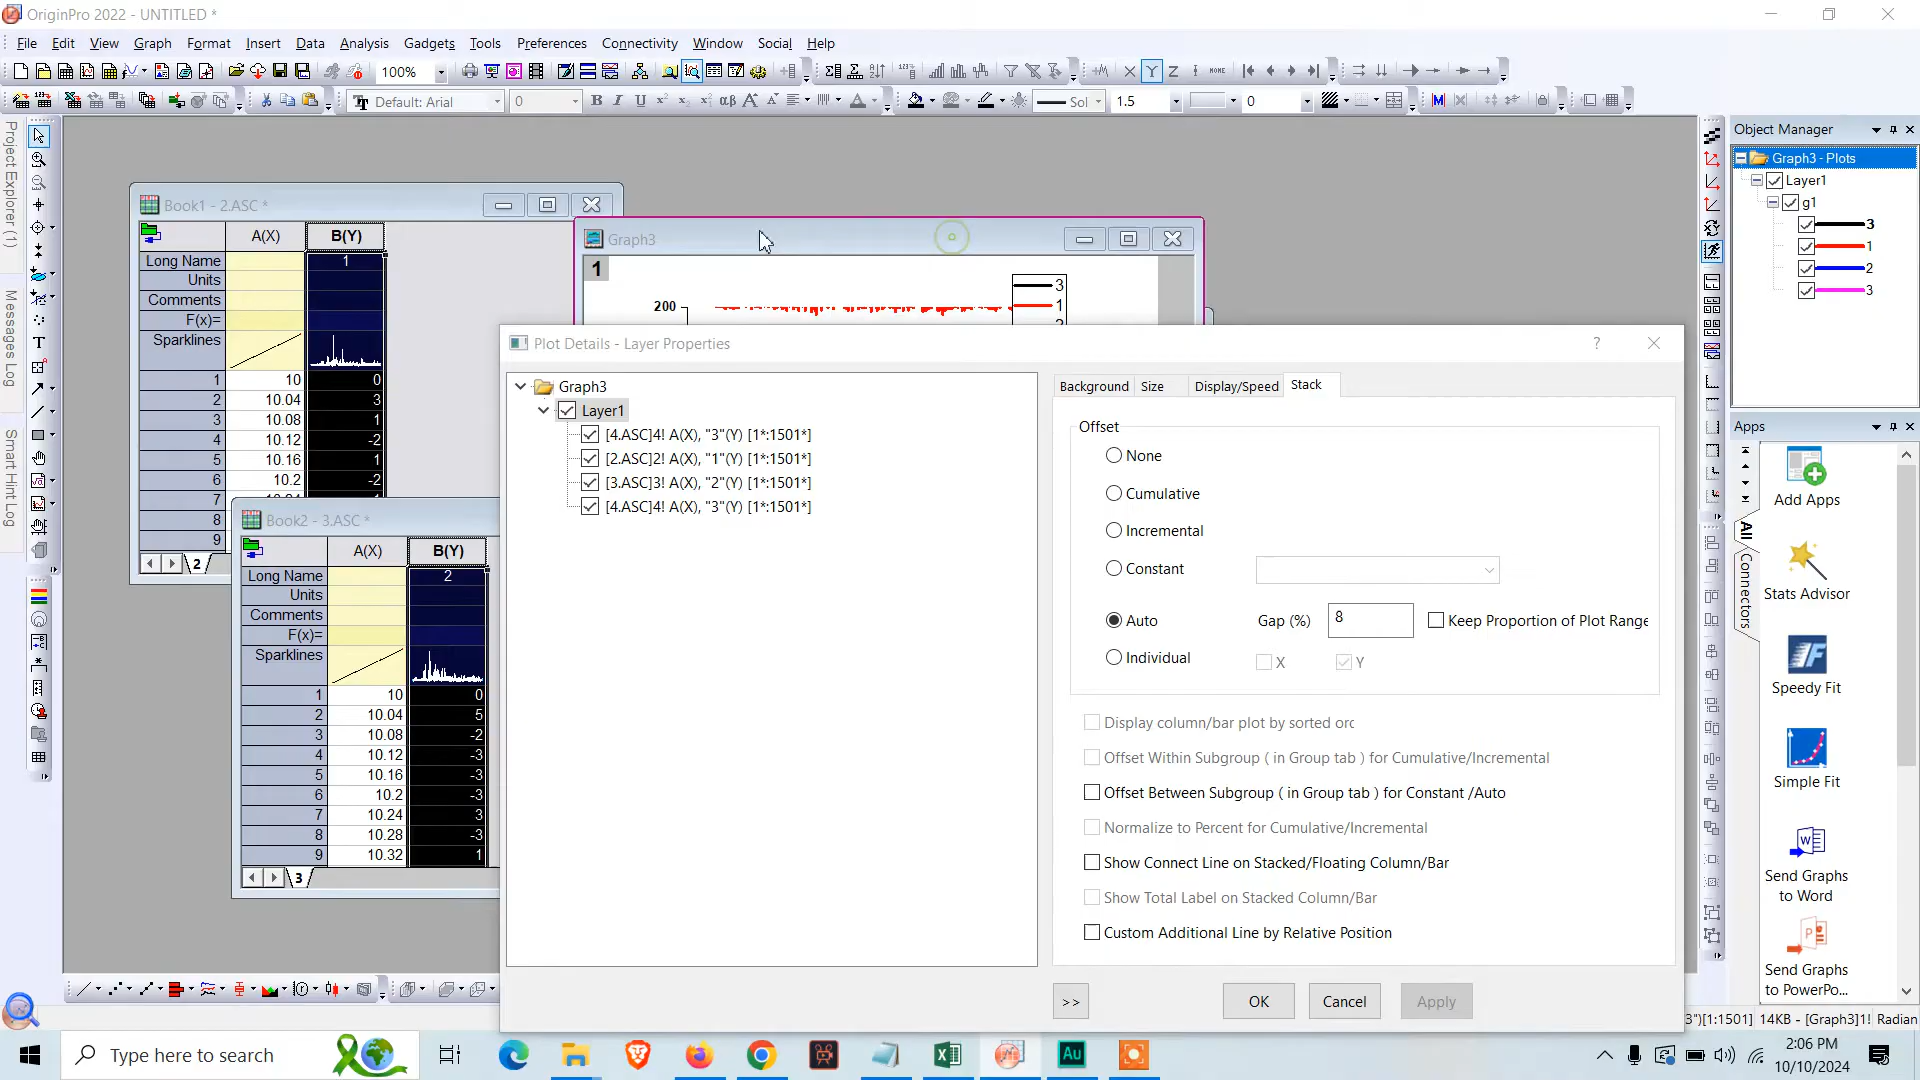 OriginPro 2022 - UNTITLED *
File Edit View Graph Format Insert Data Analysis Gadgets Tools Preferences Connectivity Window Social Help
100%
Default: Arial 0 B I U αβ A A Sol 1.5 0
Project Explorer (1)
Messages Log
Smart Hint Log
Book1 - 2.ASC *
A(X) B(Y)
Long Name 1
Units
Comments
F(x)=
Sparklines
1 10 0
2 10.04 3
3 10.08 1
4 10.12 -2
5 10.16 1
6 10.2 -2
7
8
9
2
Book2 - 3.ASC *
A(X) B(Y)
Long Name 2
Units
Comments
F(x)=
Sparklines
1 10 0
2 10.04 5
3 10.08 -2
4 10.12 -3
5 10.16 -3
6 10.2 -3
7 10.24 3
8 10.28 -3
9 10.32 1
3
Graph3
1
200
3
1
Plot Details - Layer Properties
Graph3
Layer1
[4.ASC]4! A(X), "3"(Y) [1*:1501*]
[2.ASC]2! A(X), "1"(Y) [1*:1501*]
[3.ASC]3! A(X), "2"(Y) [1*:1501*]
[4.ASC]4! A(X), "3"(Y) [1*:1501*]
Background Size Display/Speed Stack
Offset
None
Cumulative
Incremental
Constant
Auto Gap (%) 8 Keep Proportion of Plot Range
Individual X Y
Display column/bar plot by sorted orc
Offset Within Subgroup ( in Group tab ) for Cumulative/Incremental
Offset Between Subgroup ( in Group tab ) for Constant /Auto
Normalize to Percent for Cumulative/Incremental
Show Connect Line on Stacked/Floating Column/Bar
Show Total Label on Stacked Column/Bar
Custom Additional Line by Relative Position
>> OK Cancel Apply
Object Manager
Graph3 - Plots
Layer1
g1
3
1
2
3
Apps
All
Connectors
Add Apps
Stats Advisor
Speedy Fit
Simple Fit
Send Graphs
to Word
Send Graphs
to PowerPo...
3")[1:1501] 14KB - [Graph3]1! Radian
Type here to search
2:06 PM
10/10/2024